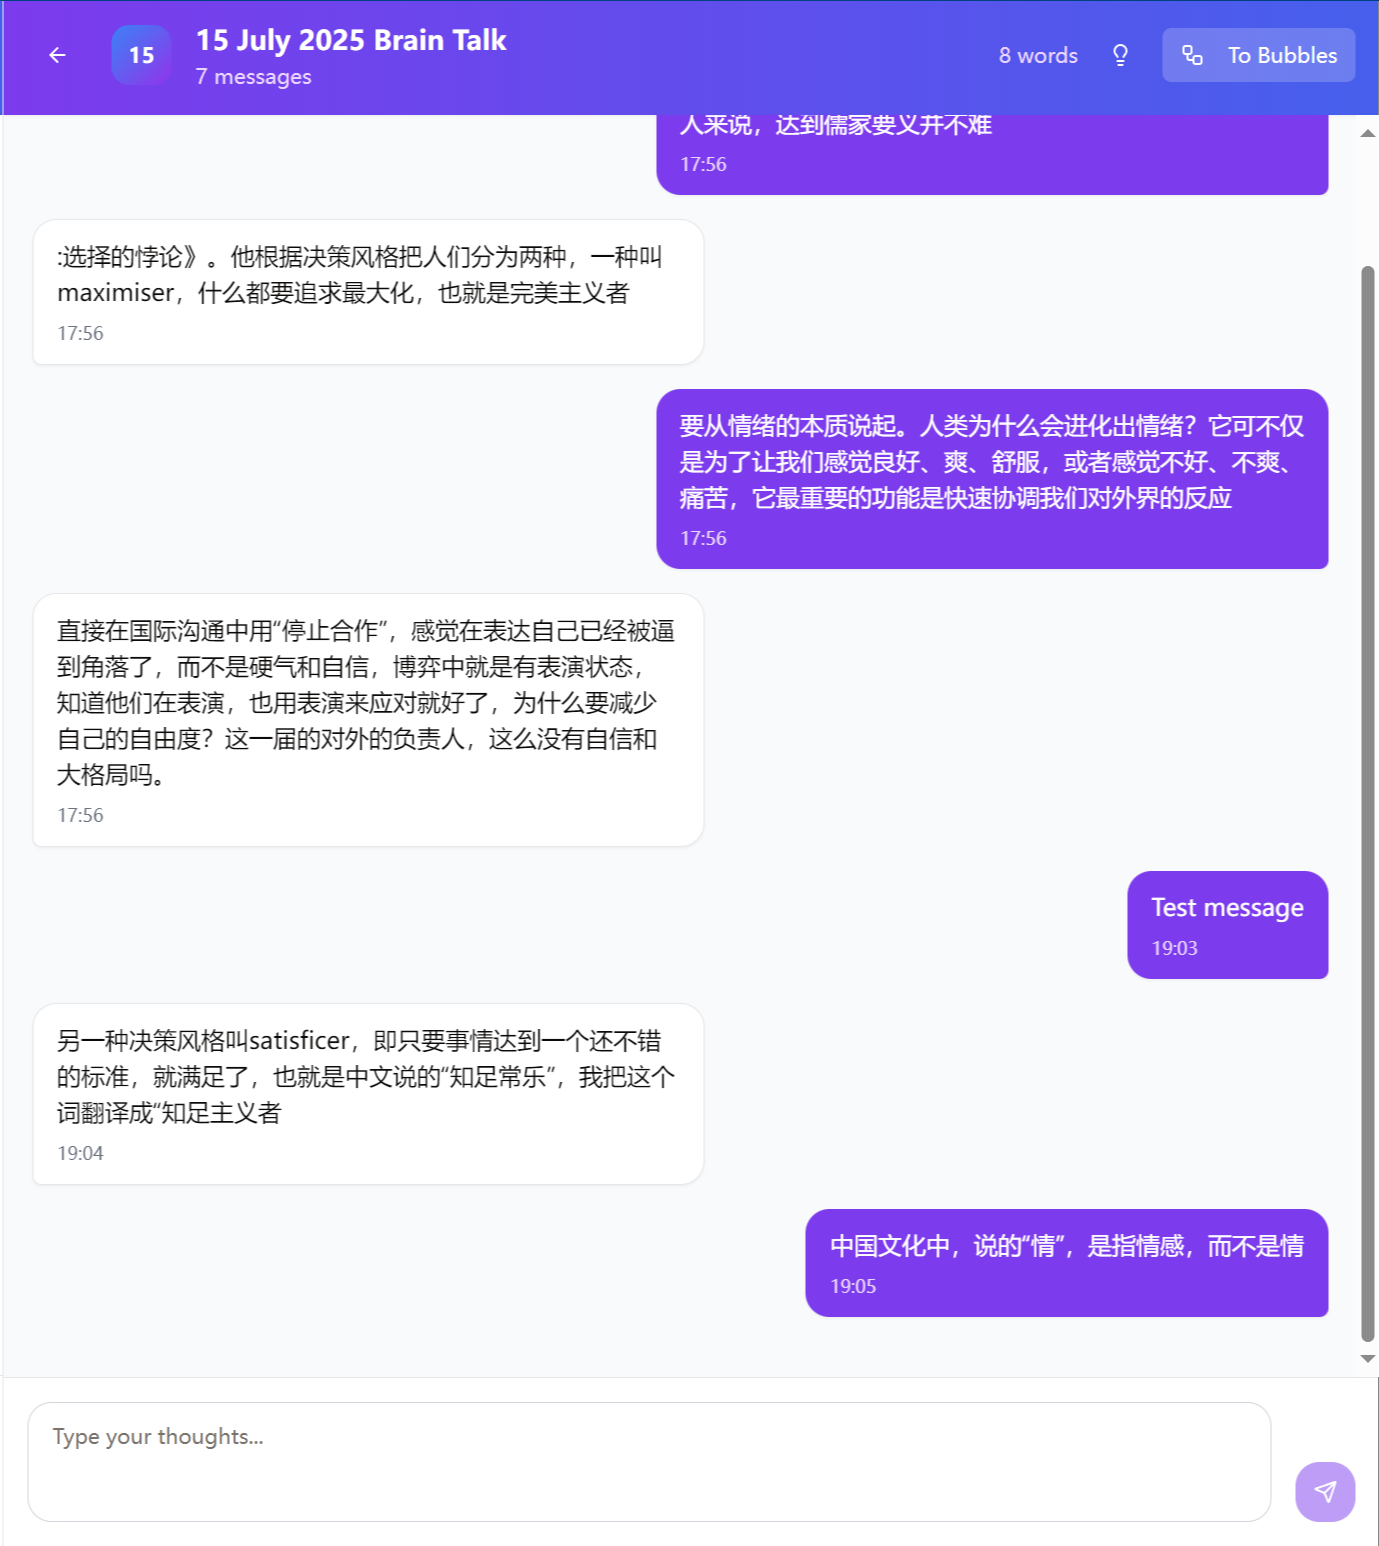 15
15 July 2025 Brain Talk
7 messages
8 words
To Bubbles
人来说，达到儒家要义并不难
17:56
:选择的悖论》。他根据决策风格把人们分为两种，一种叫
maximiser，什么都要追求最大化，也就是完美主义者
17:56
要从情绪的本质说起。人类为什么会进化出情绪？它可不仅
是为了让我们感觉良好、爽、舒服，或者感觉不好、不爽、
痛苦，它最重要的功能是快速协调我们对外界的反应
17:56
直接在国际沟通中用“停止合作”，感觉在表达自己已经被逼
到角落了，而不是硬气和自信，博弈中就是有表演状态，
知道他们在表演，也用表演来应对就好了，为什么要减少
自己的自由度？这一届的对外的负责人，这么没有自信和
大格局吗。
17:56
Test message
19:03
另一种决策风格叫satisficer，即只要事情达到一个还不错
的标准，就满足了，也就是中文说的“知足常乐”，我把这个
词翻译成“知足主义者
19:04
中国文化中，说的“情”，是指情感，而不是情
19:05
Type your thoughts...